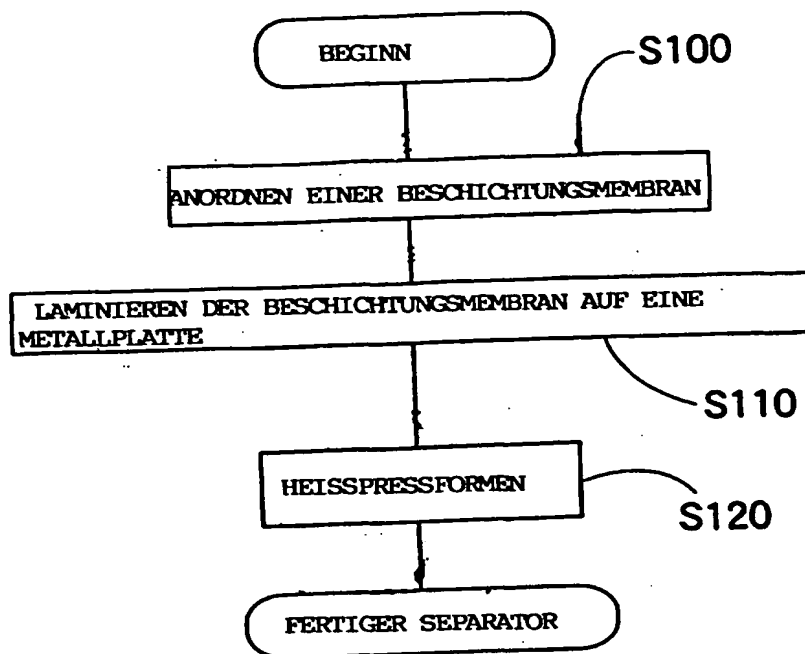 BEGINN
S100
ANORDNEN EINER BESCHICHTUNGSMEMBRAN
LAMINIEREN DER BESCHICHTUNGSMEMBRAN AUF EINE
METALLPLATTE
S110
HEISSPRESSFORMEN
S120
FERTIGER SEPARATOR